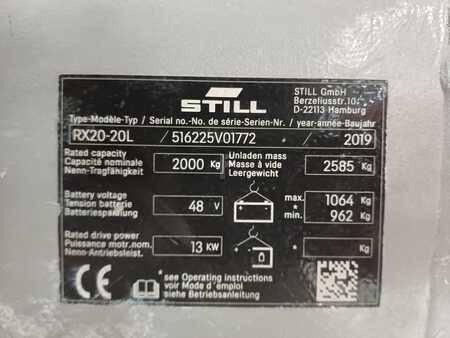 STILL
STILL GmbH
Berzeliusstr.10
D-22113 Hamburg
Type-Modèle-Typ / Serial no.-No. de série-Serien-Nr. / year-année-Baujahr
RX20-20L / 516225V01772 / 2019
Rated capacity
Capacité nominale
Nenn-Tragfähigkeit
2000 Kg
Unladen mass
Masse à vide
Leergewicht
2585 Kg
Battery voltage
Tension batterie
Batteriespannung
48 V
max. 1064 Kg
*
min. 962 Kg
Rated drive power
Puissance motr.nom.
Nenn-Antriebsleist.
13 KW
* Kg
CE
*see Operating instructions
voir Mode d'emploi
siehe Betriebsanleitung